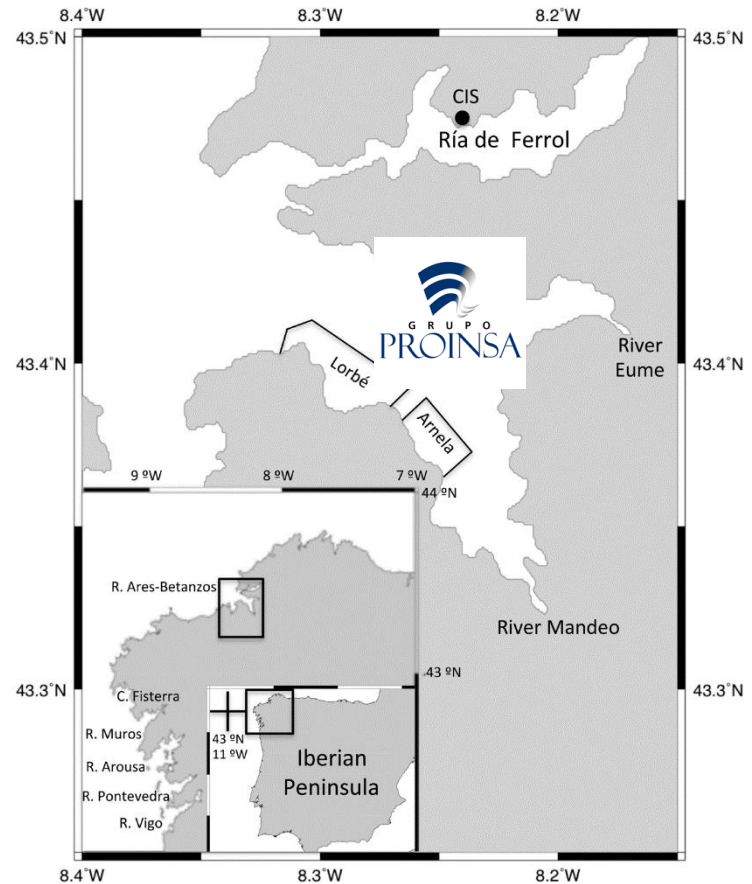 8.4˚W
8.3˚W
8.2˚W
43.5˚N
43.5˚N
CIS
Ría de Ferrol
GRUPO
PROINSA
River
Eume
43.4˚N
43.4˚N
Lorbé
Arnela
9 ºW
8 ºW
7 ºW
44 ºN
R. Ares-Betanzos
River Mandeo
43 ºN
43.3˚N
43.3˚N
C. Fisterra
R. Muros
43 ºN
11 ºW
R. Arousa
Iberian
Peninsula
R. Pontevedra
R. Vigo
8.4˚W
8.3˚W
8.2˚W